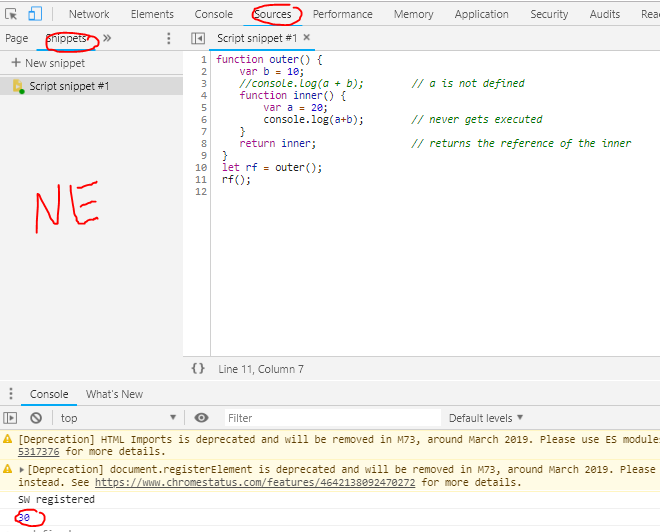 Network Elements Console Sources Performance Memory Application Security Audits Reac
Page Snippets » Script snippet #1 ×
+ New snippet
Script snippet #1
1 function outer() {
2 var b = 10;
3 //console.log(a + b); // a is not defined
4 function inner() {
5 var a = 20;
6 console.log(a+b); // never gets executed
7 }
8 return inner; // returns the reference of the inner
9 }
10 let rf = outer();
11 rf();
12
NE
{} Line 11, Column 7
Console What's New
top Filter Default levels
[Deprecation] HTML Imports is deprecated and will be removed in M73, around March 2019. Please use ES module
5317376 for more details.
[Deprecation] document.registerElement is deprecated and will be removed in M73, around March 2019. Please
instead. See https://www.chromestatus.com/features/4642138092470272 for more details.
SW registered
30